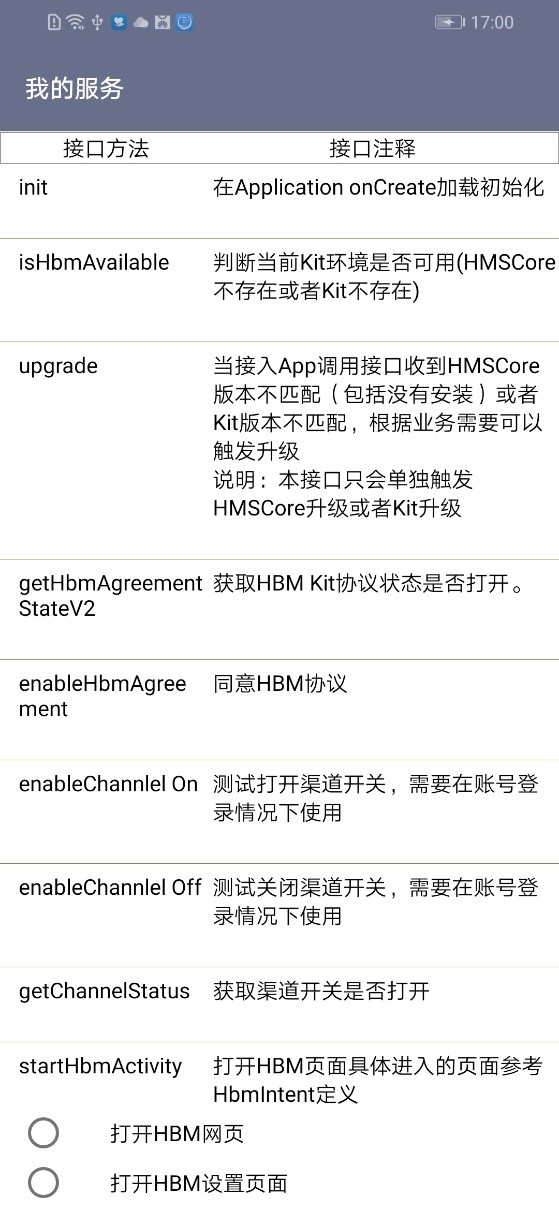 17:00
我的服务
接口方法 接口注释
init 在Application onCreate加载初始化
isHbmAvailable 判断当前Kit环境是否可用(HMSCore
不存在或者Kit不存在)
upgrade 当接入App调用接口收到HMSCore
版本不匹配（包括没有安装）或者
Kit版本不匹配，根据业务需要可以
触发升级
说明：本接口只会单独触发
HMSCore升级或者Kit升级
getHbmAgreement 获取HBM Kit协议状态是否打开。
StateV2
enableHbmAgree 同意HBM协议
ment
enableChannlel On 测试打开渠道开关，需要在账号登
录情况下使用
enableChannlel Off 测试关闭渠道开关，需要在账号登
录情况下使用
getChannelStatus 获取渠道开关是否打开
startHbmActivity 打开HBM页面具体进入的页面参考
HbmIntent定义
打开HBM网页
打开HBM设置页面